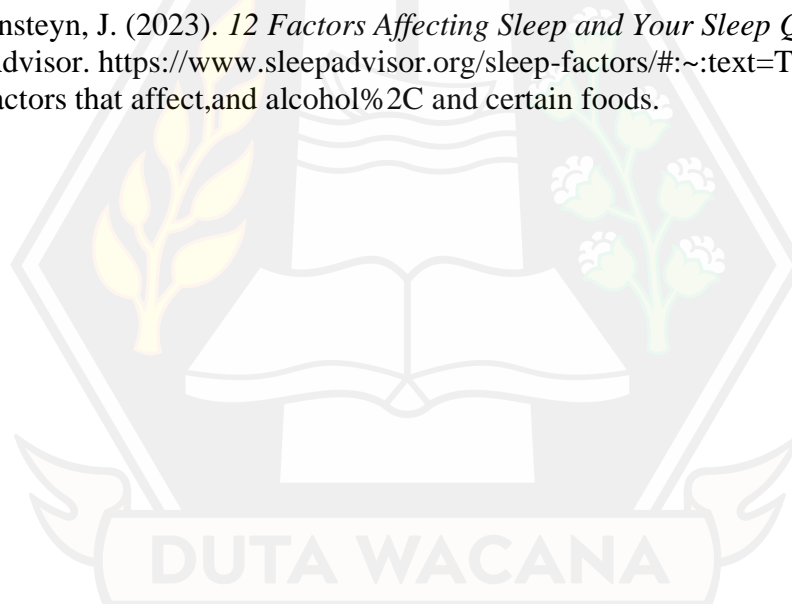 nsteyn, J. (2023). 12 Factors Affecting Sleep and Your Sleep Q
dvisor. https://www.sleepadvisor.org/sleep-factors/#:~:text=T
actors that affect,and alcohol%2C and certain foods.
DUTA WACANA